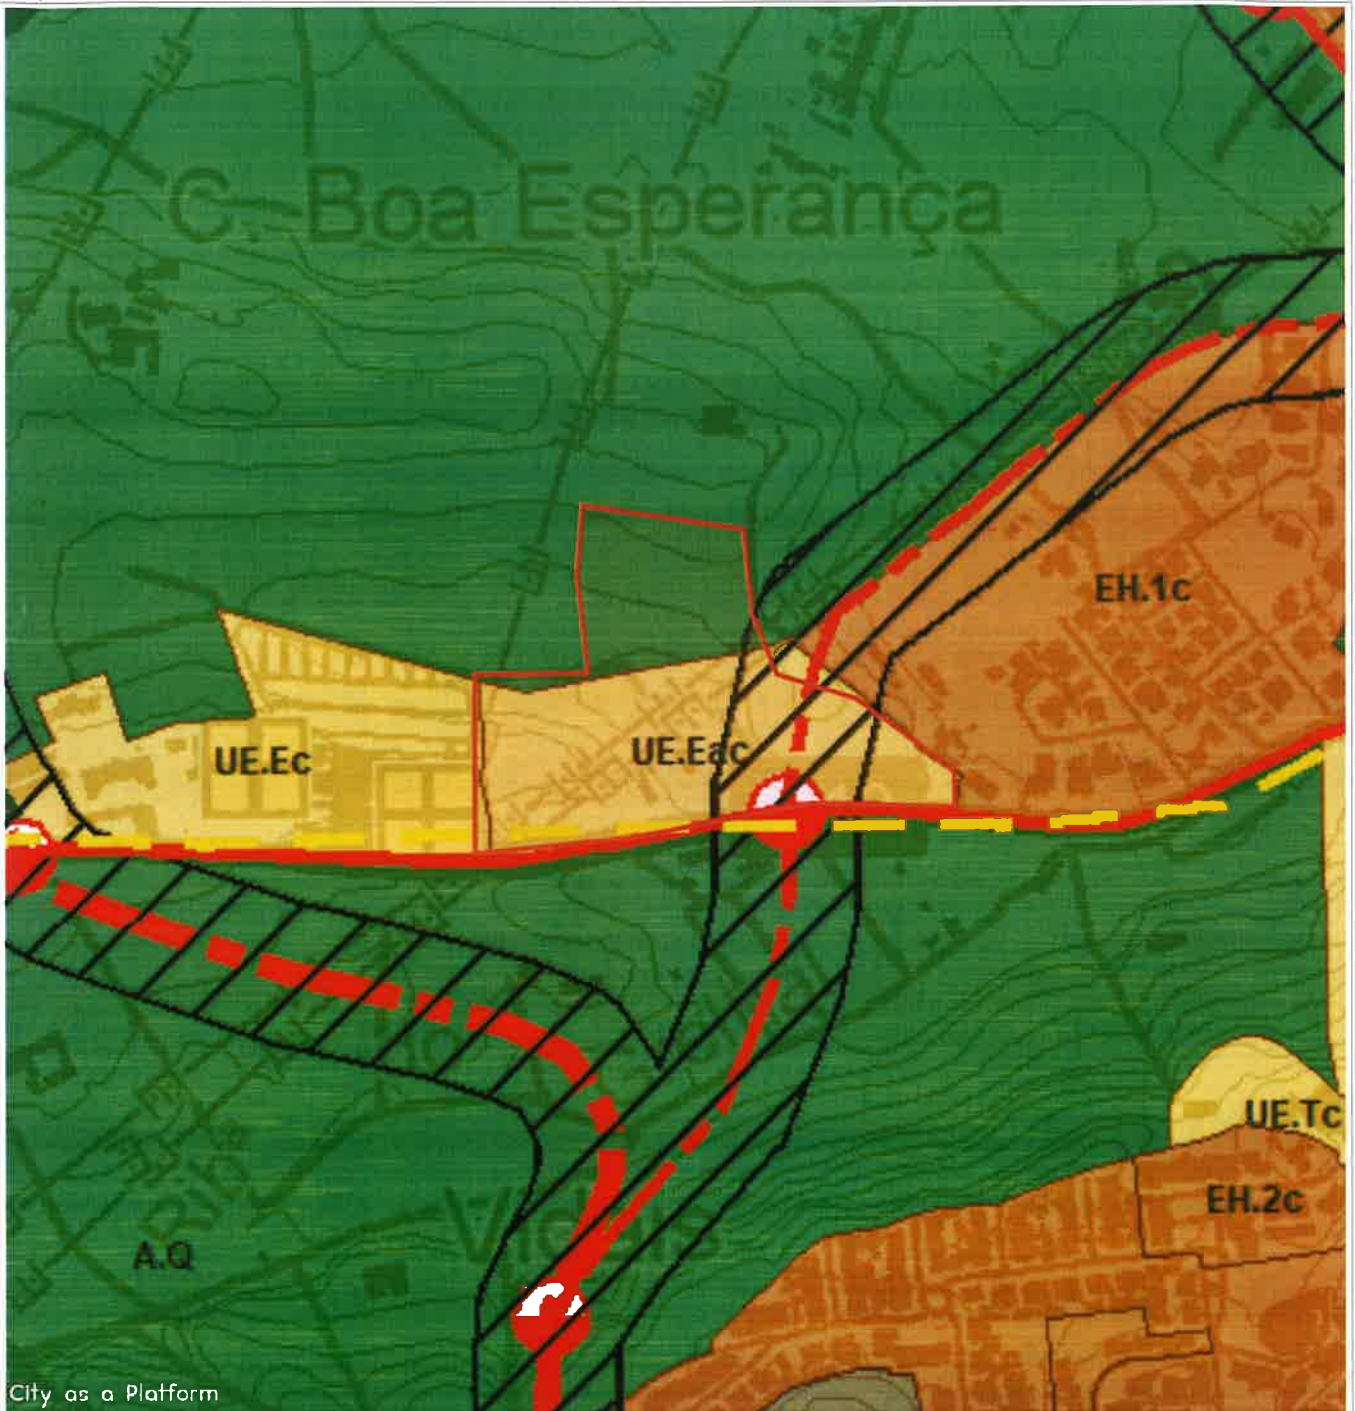 C. Boa Esperança
EH.1c
UE.Ec
UE.Eac
UE.Tc
EH.2c
A.Q
City as a Platform